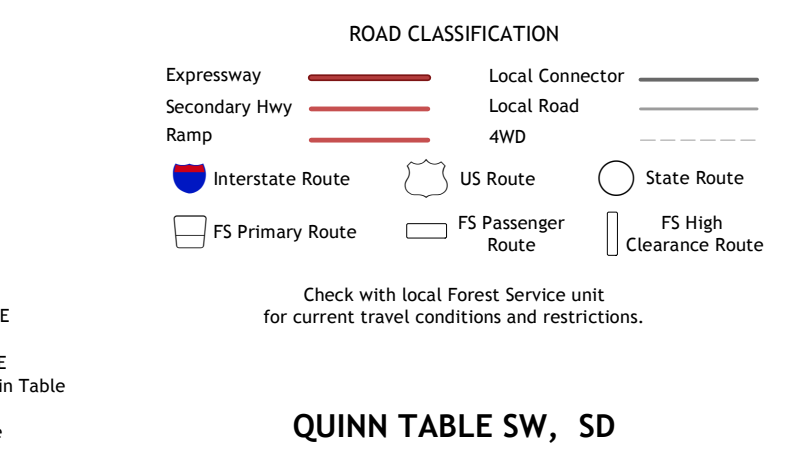 ROAD CLASSIFICATION
Expressway
Local Connector
Secondary Hwy
Local Road
Ramp
4WD
Interstate Route
US Route
State Route
FS Primary Route
FS Passenger
Route
FS High
Clearance Route
Check with local Forest Service unit
for current travel conditions and restrictions.
E
E
in Table
e
QUINN TABLE SW, SD